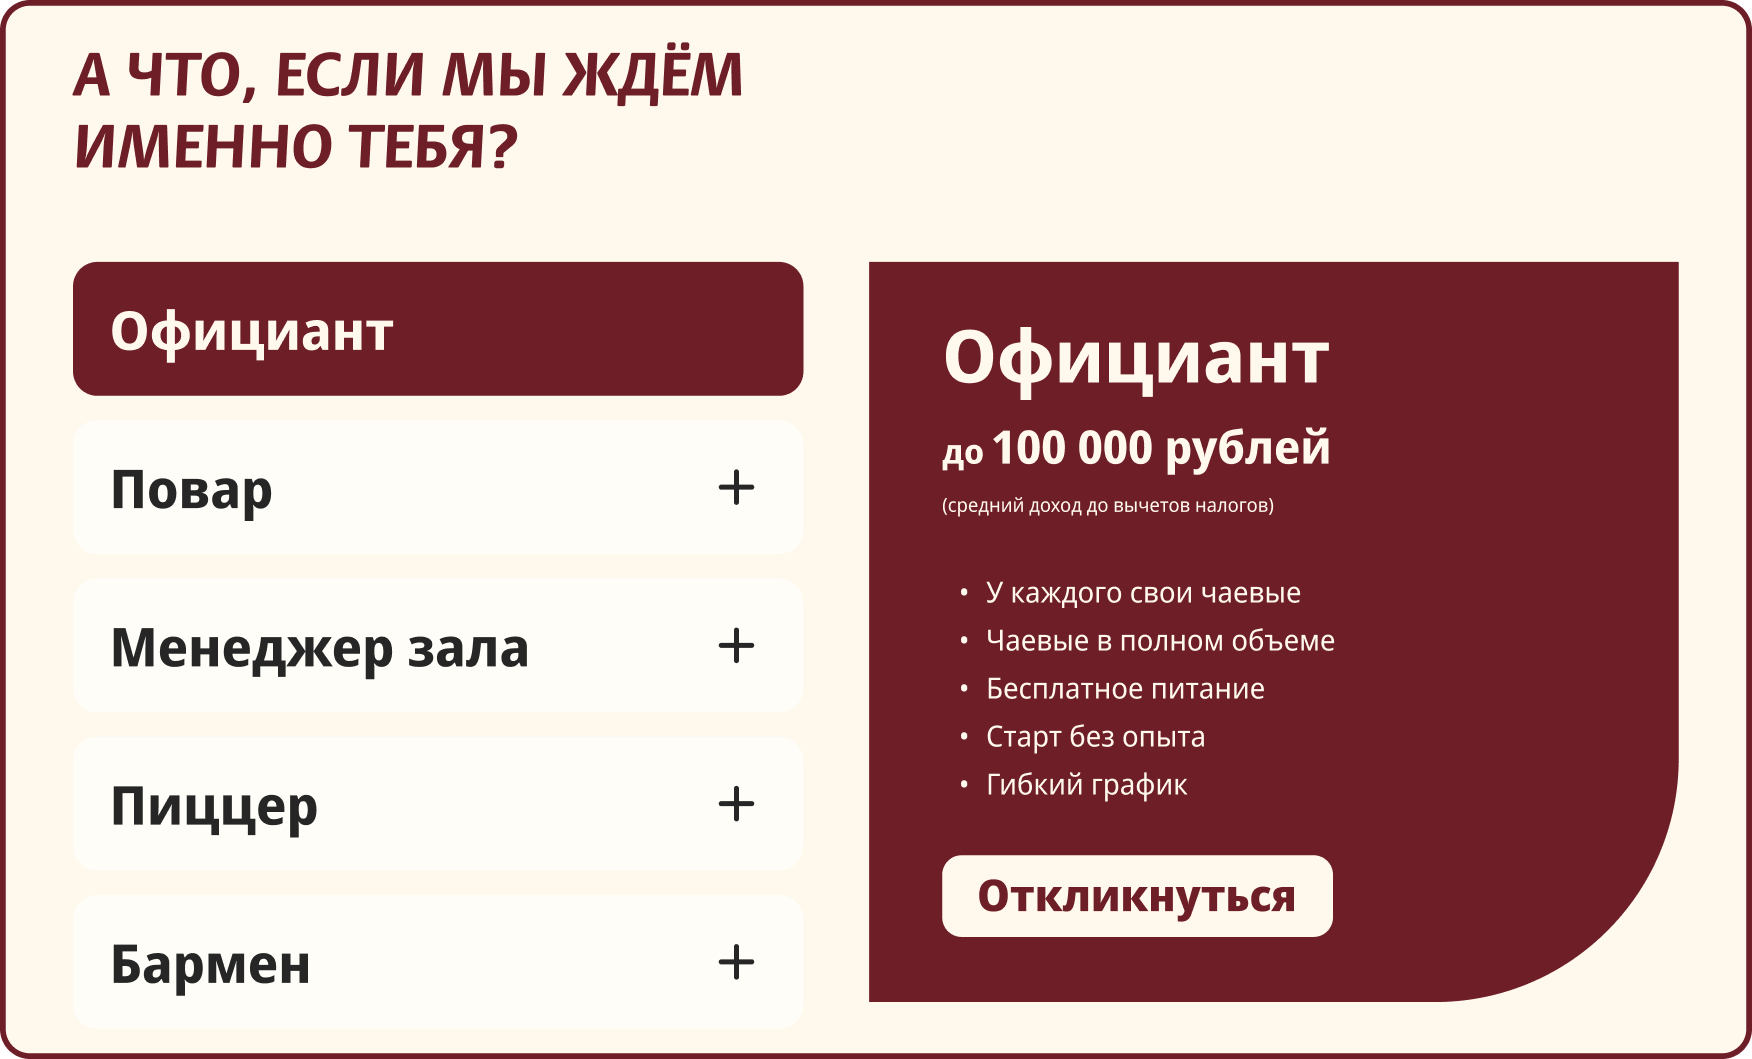 А ЧТО, ЕСЛИ МЫ ЖДЁМ
ИМЕННО ТЕБЯ?
Официант
Повар
Менеджер зала
Пиццер
Бармен
Официант
до 100 000 рублей
(средний доход до вычетов налогов)
• У каждого свои чаевые
• Чаевые в полном объеме
• Бесплатное питание
• Старт без опыта
• Гибкий график
Откликнуться